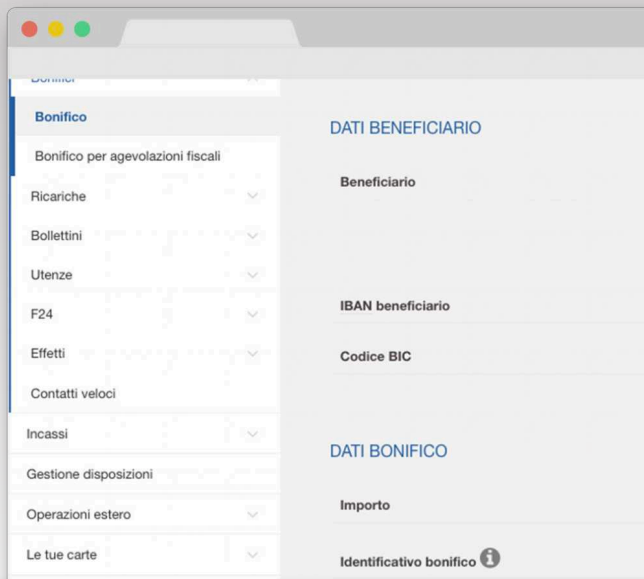 Bonifici
Bonifico
Bonifico per agevolazioni fiscali
Ricariche
Bollettini
Utenze
F24
Effetti
Contatti veloci
Incassi
Gestione disposizioni
Operazioni estero
Le tue carte
DATI BENEFICIARIO
Beneficiario
IBAN beneficiario
Codice BIC
DATI BONIFICO
Importo
Identificativo bonifico